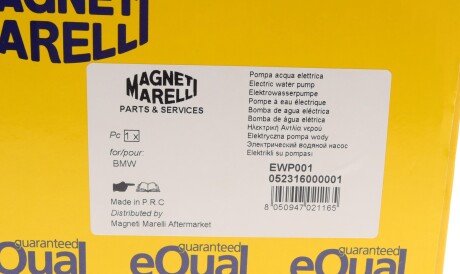 MAGNETI
MARELLI
MAGNETI
MARELLI
PARTS & SERVICES
Pc 1 x
for/pour:
BMW
Made in P.R.C
Distributed by
Magneti Marelli Aftermarket
Pompa acqua elettrica
Electric water pump
Elektrowasserpumpe
Pompe à eau électrique
Bomba de agua eléctrica
Bomba de água elétrica
Ηλεκτρική Αντλία νερού
Elektryczna pompa wody
Электрический водяной насос
Elektrikli su pompası
EWP001
052316000001
8 050947 021165
guaranteed
eQual
guaranteed
eQual
guaranteed
eQual